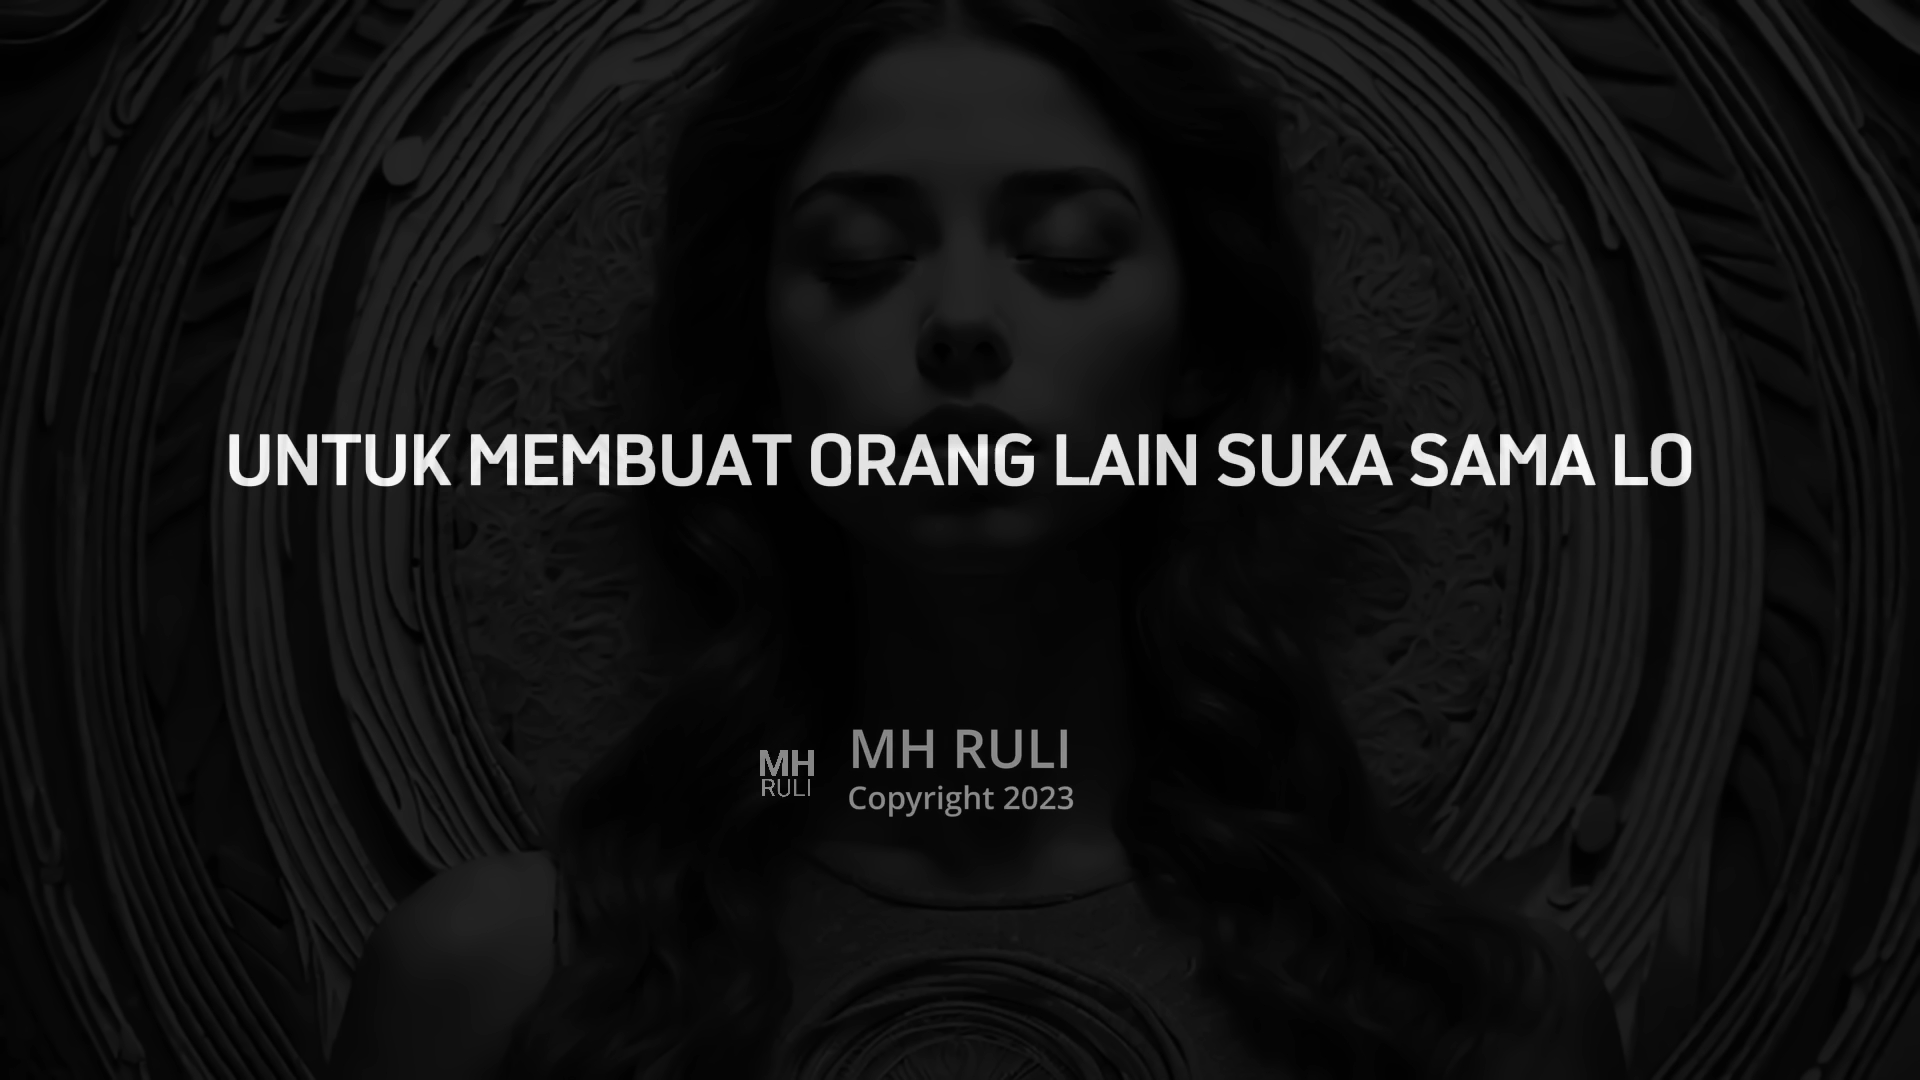 UNTUK MEMBUAT ORANG LAIN SUKA SAMA LO
MH
RULI
MH RULI
Copyright 2023